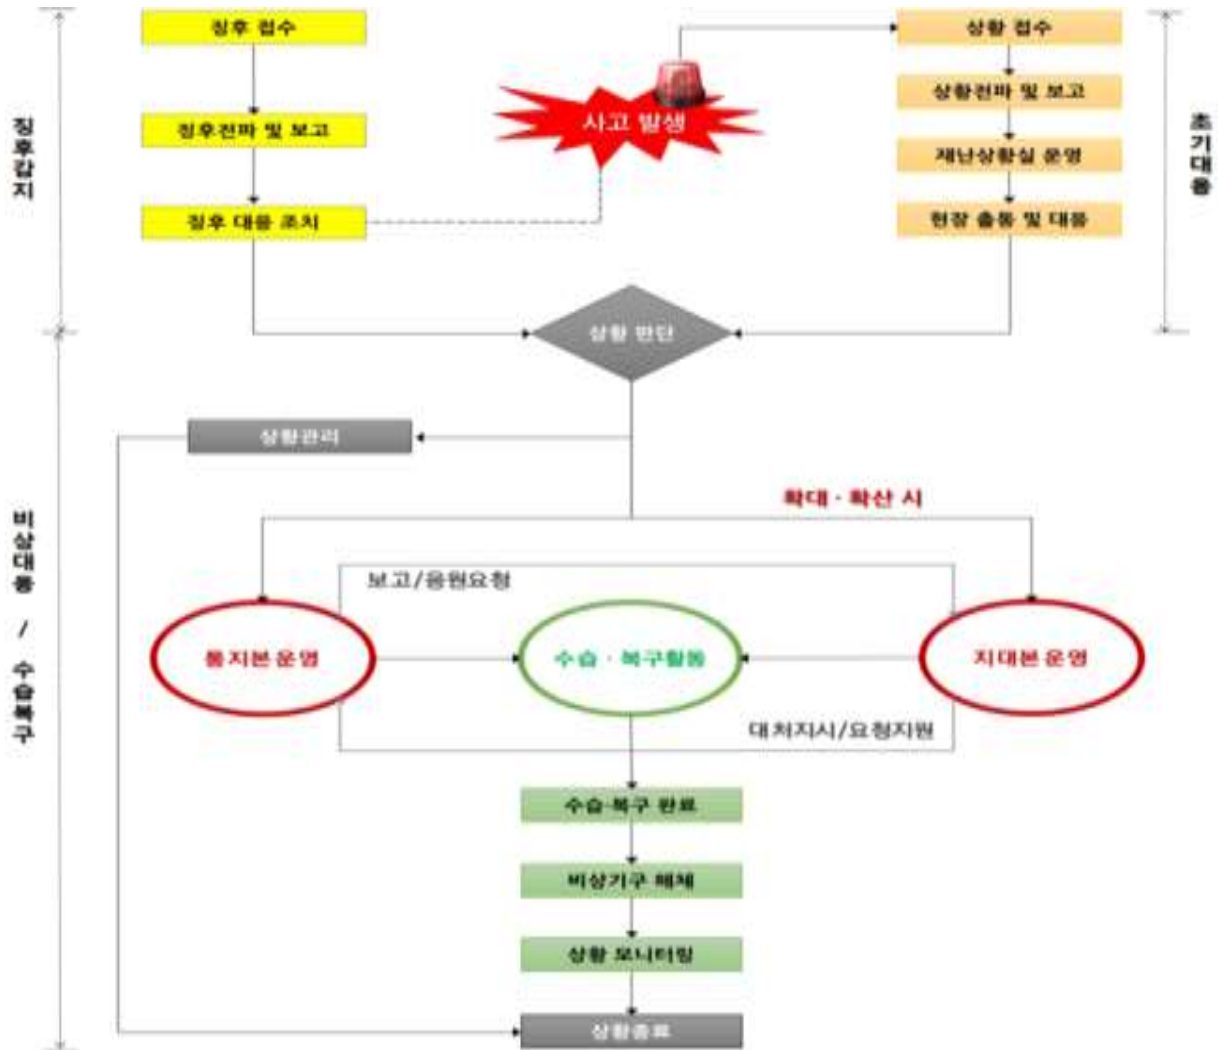 징후 접수
상황 접수
상황전파 및 보고
사고 발생
징후전파 및 보고
재난상황실 운영
징후 대응 조치
현장 출동 및 대응
징후감지
초기대응
상황 판단
상황관리
확대 · 확산 시
보고/응원요청
통지본 운영
수습 · 복구활동
지대본 운영
대처지시/요청지원
비상대응 / 수습복구
수습·복구 완료
비상기구 해체
상황 모니터링
상황종료